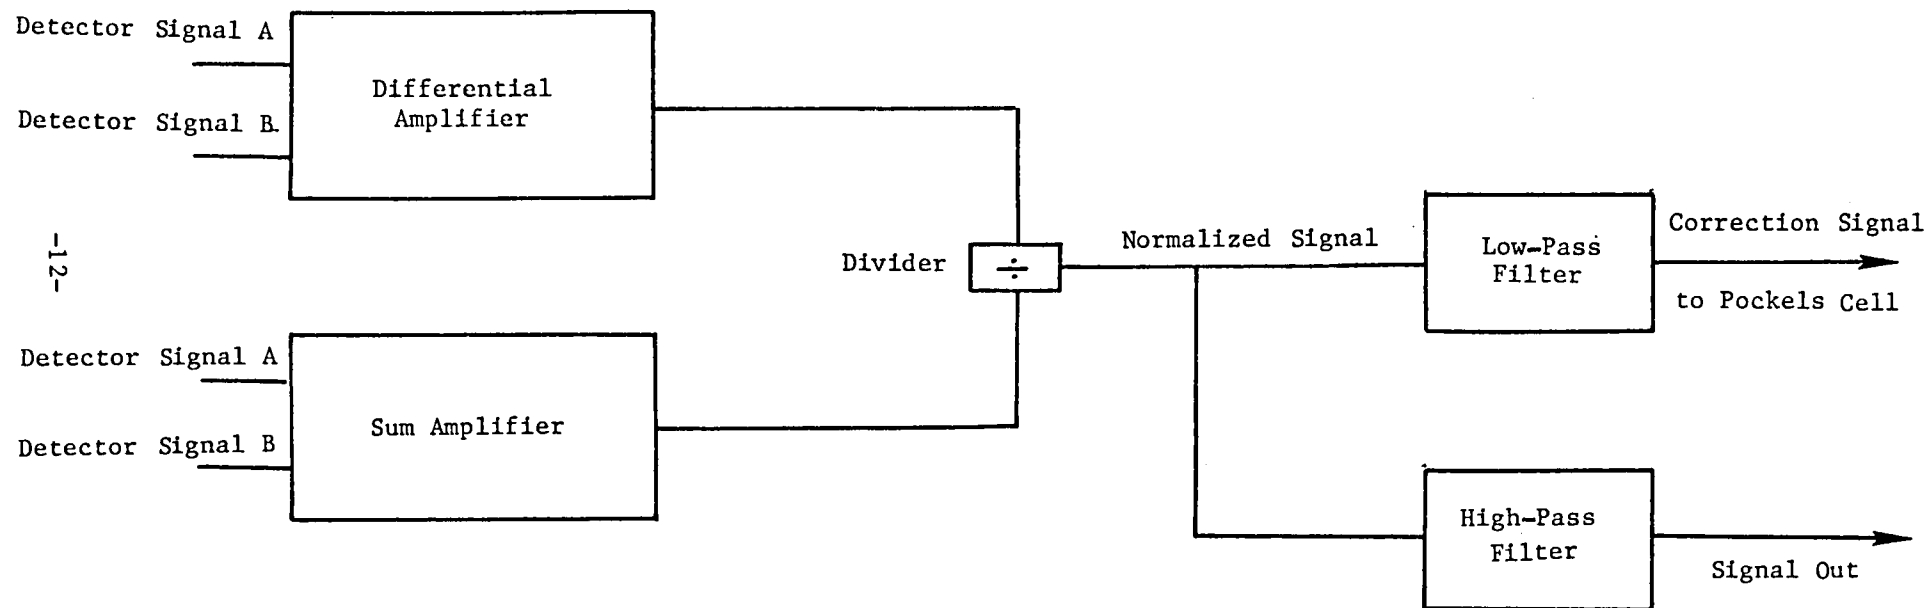 Detector Signal A
Differential
Amplifier
Detector Signal B
-12-
Divider
÷
Normalized Signal
Low-Pass
Filter
Correction Signal
to Pockels Cell
Detector Signal A
Sum Amplifier
Detector Signal B
High-Pass
Filter
Signal Out